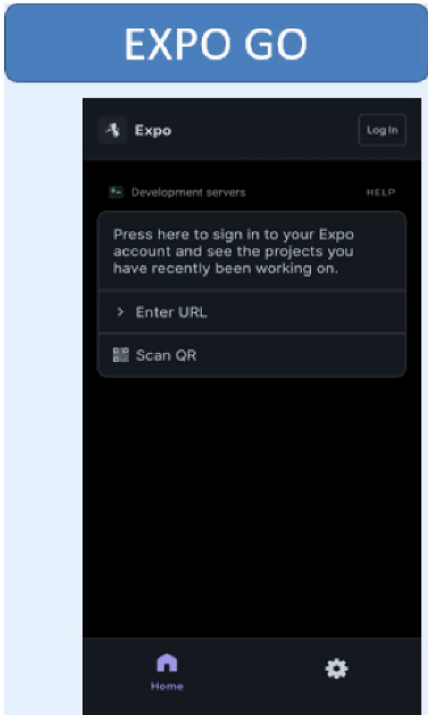 EXPO GO
Expo
Log In
Development servers
HELP
Press here to sign in to your Expo
account and see the projects you
have recently been working on.
Enter URL
Scan QR
Home